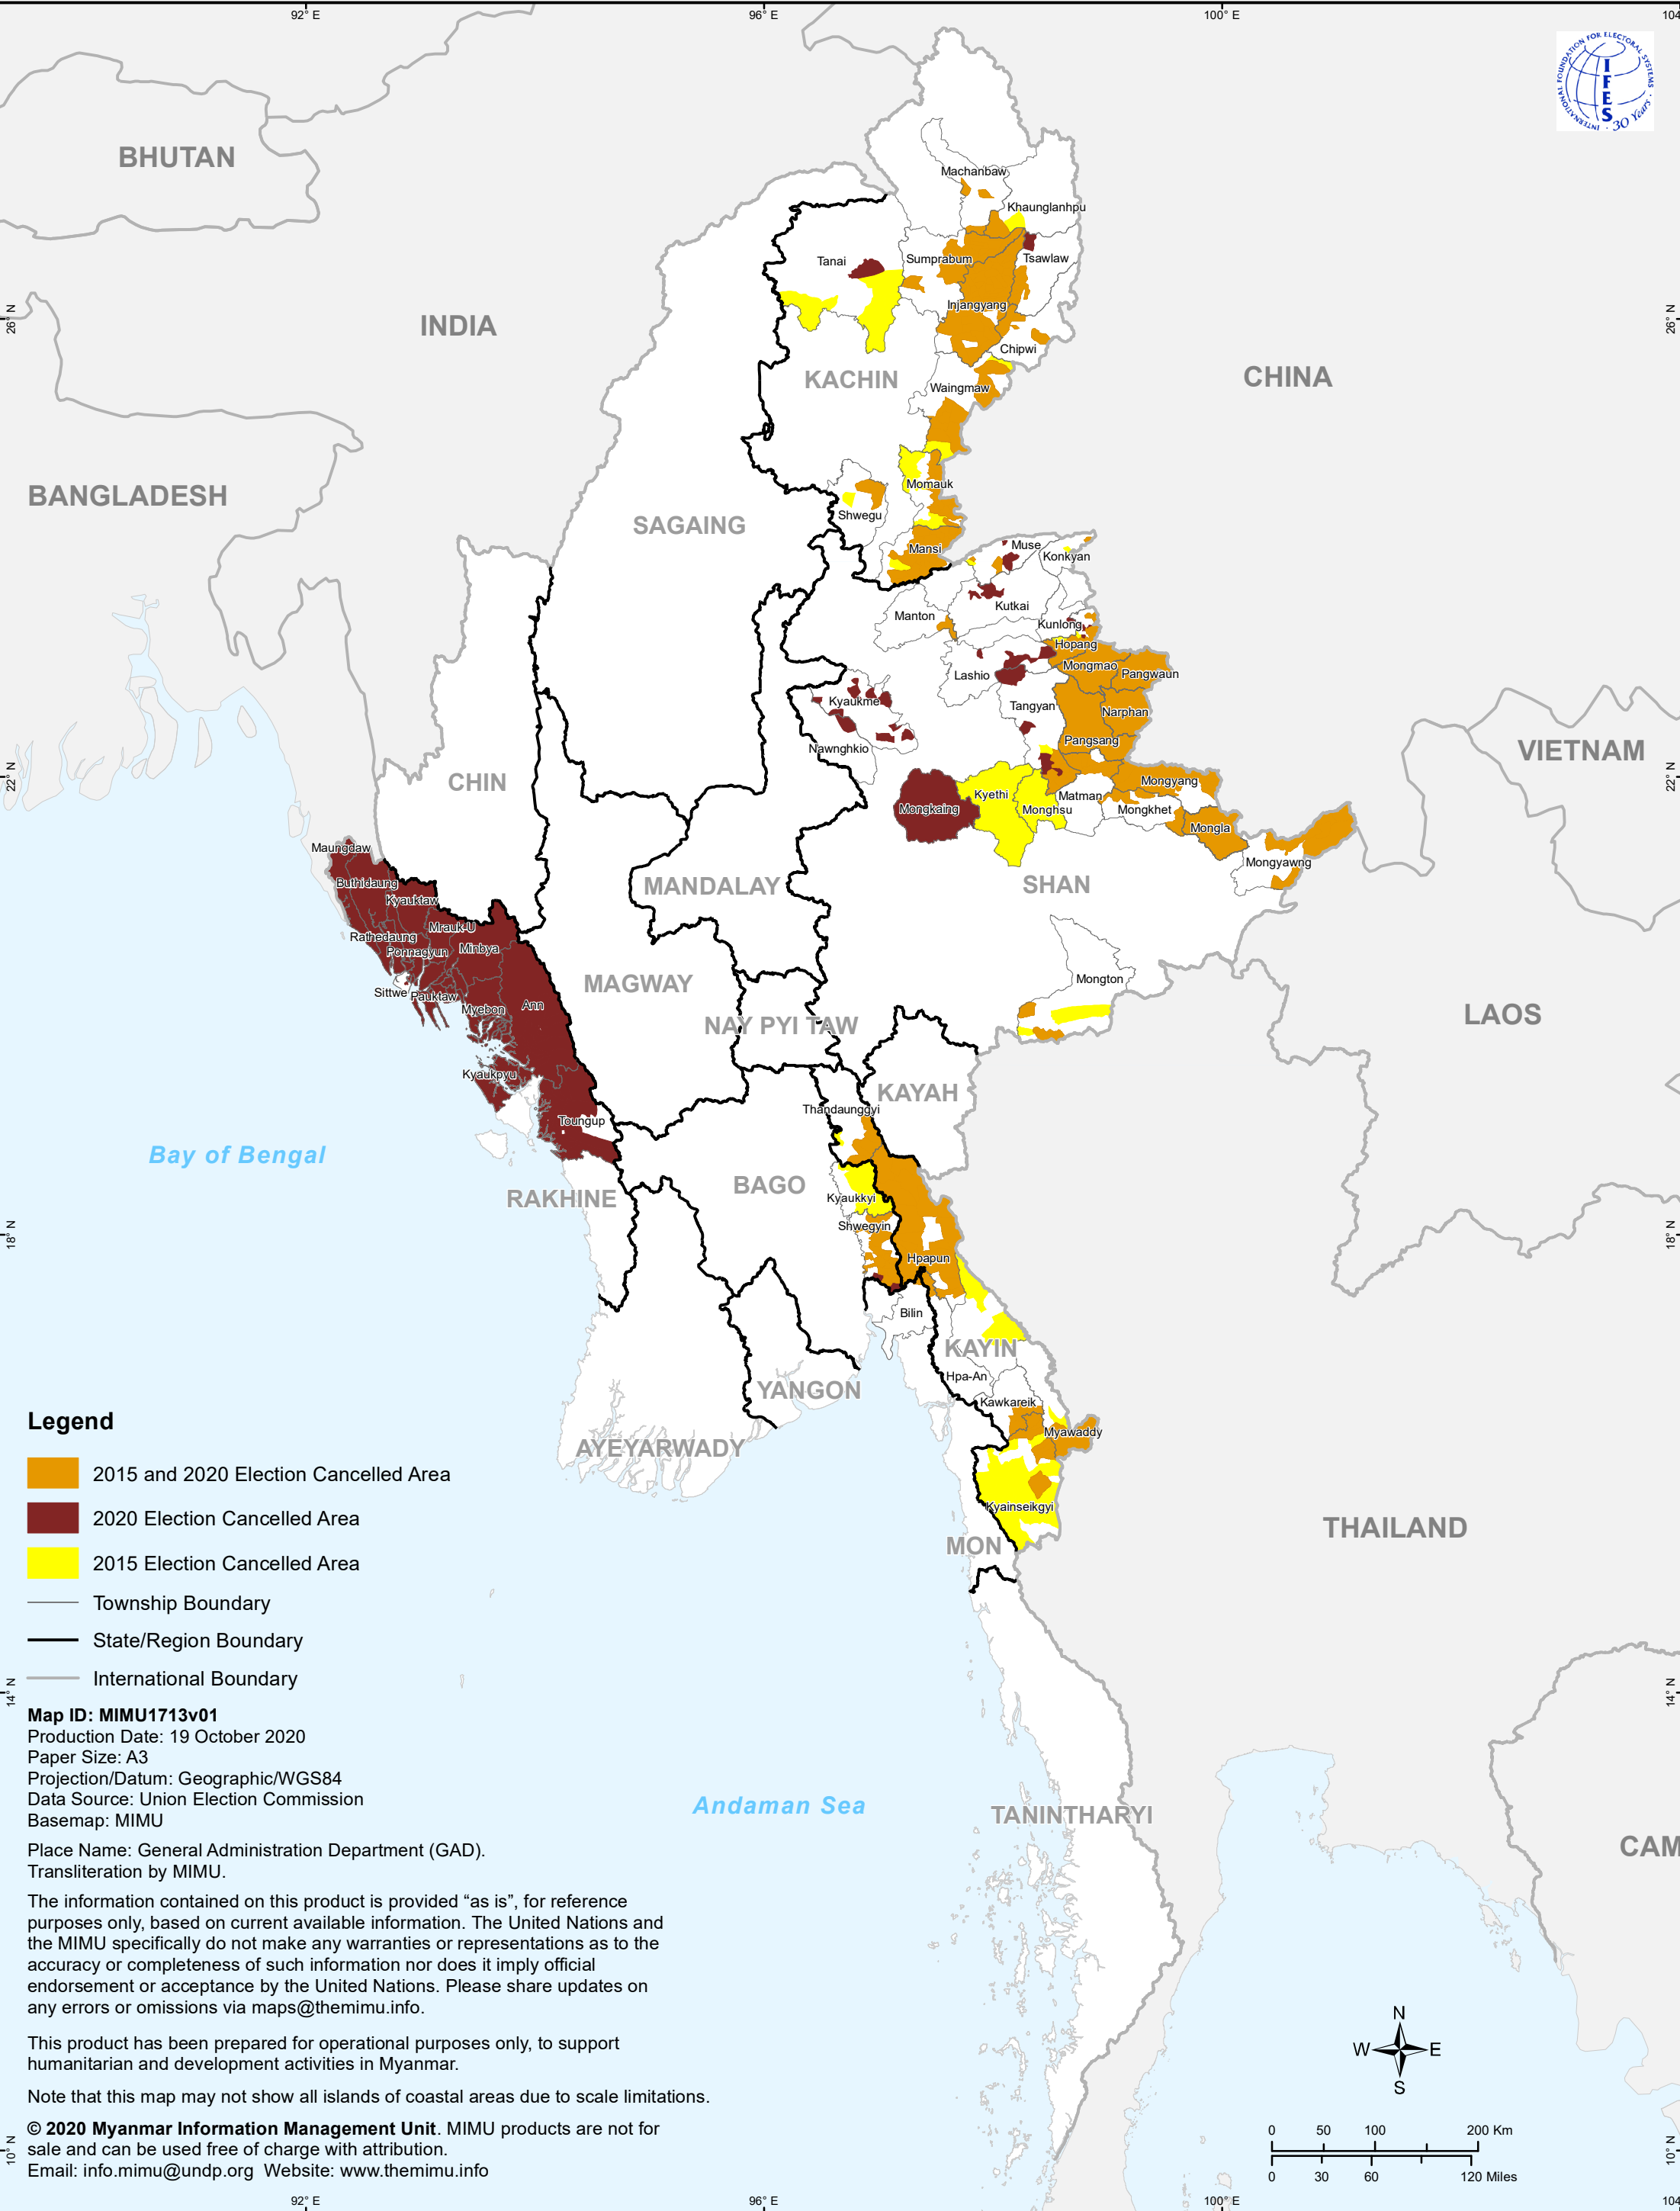 92° E
96° E
100° E
104
INTERNATIONAL FOUNDATION FOR ELECTORAL SYSTEMS · 30 Years ·
IFES
BHUTAN
INDIA
CHINA
BANGLADESH
VIETNAM
LAOS
THAILAND
CAM
26° N
26° N
22° N
22° N
18° N
18° N
14° N
14° N
10° N
10° N
Machanbaw
Khaunglanhpu
Tanai
Sumprabum
Tsawlaw
Injangyang
Chipwi
KACHIN
Waingmaw
Momauk
Shwegu
SAGAING
Mansi
Muse
Konkyan
Kutkai
Manton
Kunlong
Hopang
Mongmao
Lashio
Pangwaun
Kyaukme
Tangyan
Narphan
Nawnghkio
Pangsang
CHIN
Mongyang
Kyethi
Matman
Mongkaing
Monghsu
Mongkhet
Mongla
Maungdaw
Mongyawng
Buthidaung
MANDALAY
SHAN
Kyauktaw
Mrauk-U
Rathedaung
Ponnagyun
Minbya
MAGWAY
Mongton
Sittwe
Pauktaw
Myebon
Ann
NAY PYI TAW
Kyaukpyu
KAYAH
Thandaunggyi
Toungup
Bay of Bengal
BAGO
RAKHINE
Kyaukkyi
Shwegyin
Hpapun
Bilin
KAYIN
Hpa-An
YANGON
Kawkareik
Myawaddy
AYEYARWADY
Kyainseikgyi
MON
Andaman Sea
TANINTHARYI
Legend
2015 and 2020 Election Cancelled Area
2020 Election Cancelled Area
2015 Election Cancelled Area
Township Boundary
State/Region Boundary
International Boundary
Map ID: MIMU1713v01
Production Date: 19 October 2020
Paper Size: A3
Projection/Datum: Geographic/WGS84
Data Source: Union Election Commission
Basemap: MIMU
Place Name: General Administration Department (GAD).
Transliteration by MIMU.
The information contained on this product is provided “as is”, for reference
purposes only, based on current available information. The United Nations and
the MIMU specifically do not make any warranties or representations as to the
accuracy or completeness of such information nor does it imply official
endorsement or acceptance by the United Nations. Please share updates on
any errors or omissions via maps@themimu.info.
This product has been prepared for operational purposes only, to support
humanitarian and development activities in Myanmar.
Note that this map may not show all islands of coastal areas due to scale limitations.
© 2020 Myanmar Information Management Unit. MIMU products are not for
sale and can be used free of charge with attribution.
Email: info.mimu@undp.org Website: www.themimu.info
N
W E
S
0 50 100 200 Km
0 30 60 120 Miles
92° E
96° E
100° E
104